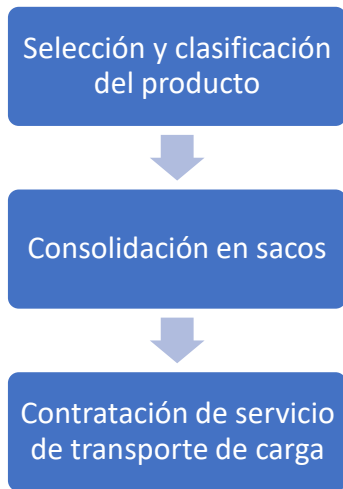 Selección y clasificación
del producto
Consolidación en sacos
Contratación de servicio
de transporte de carga